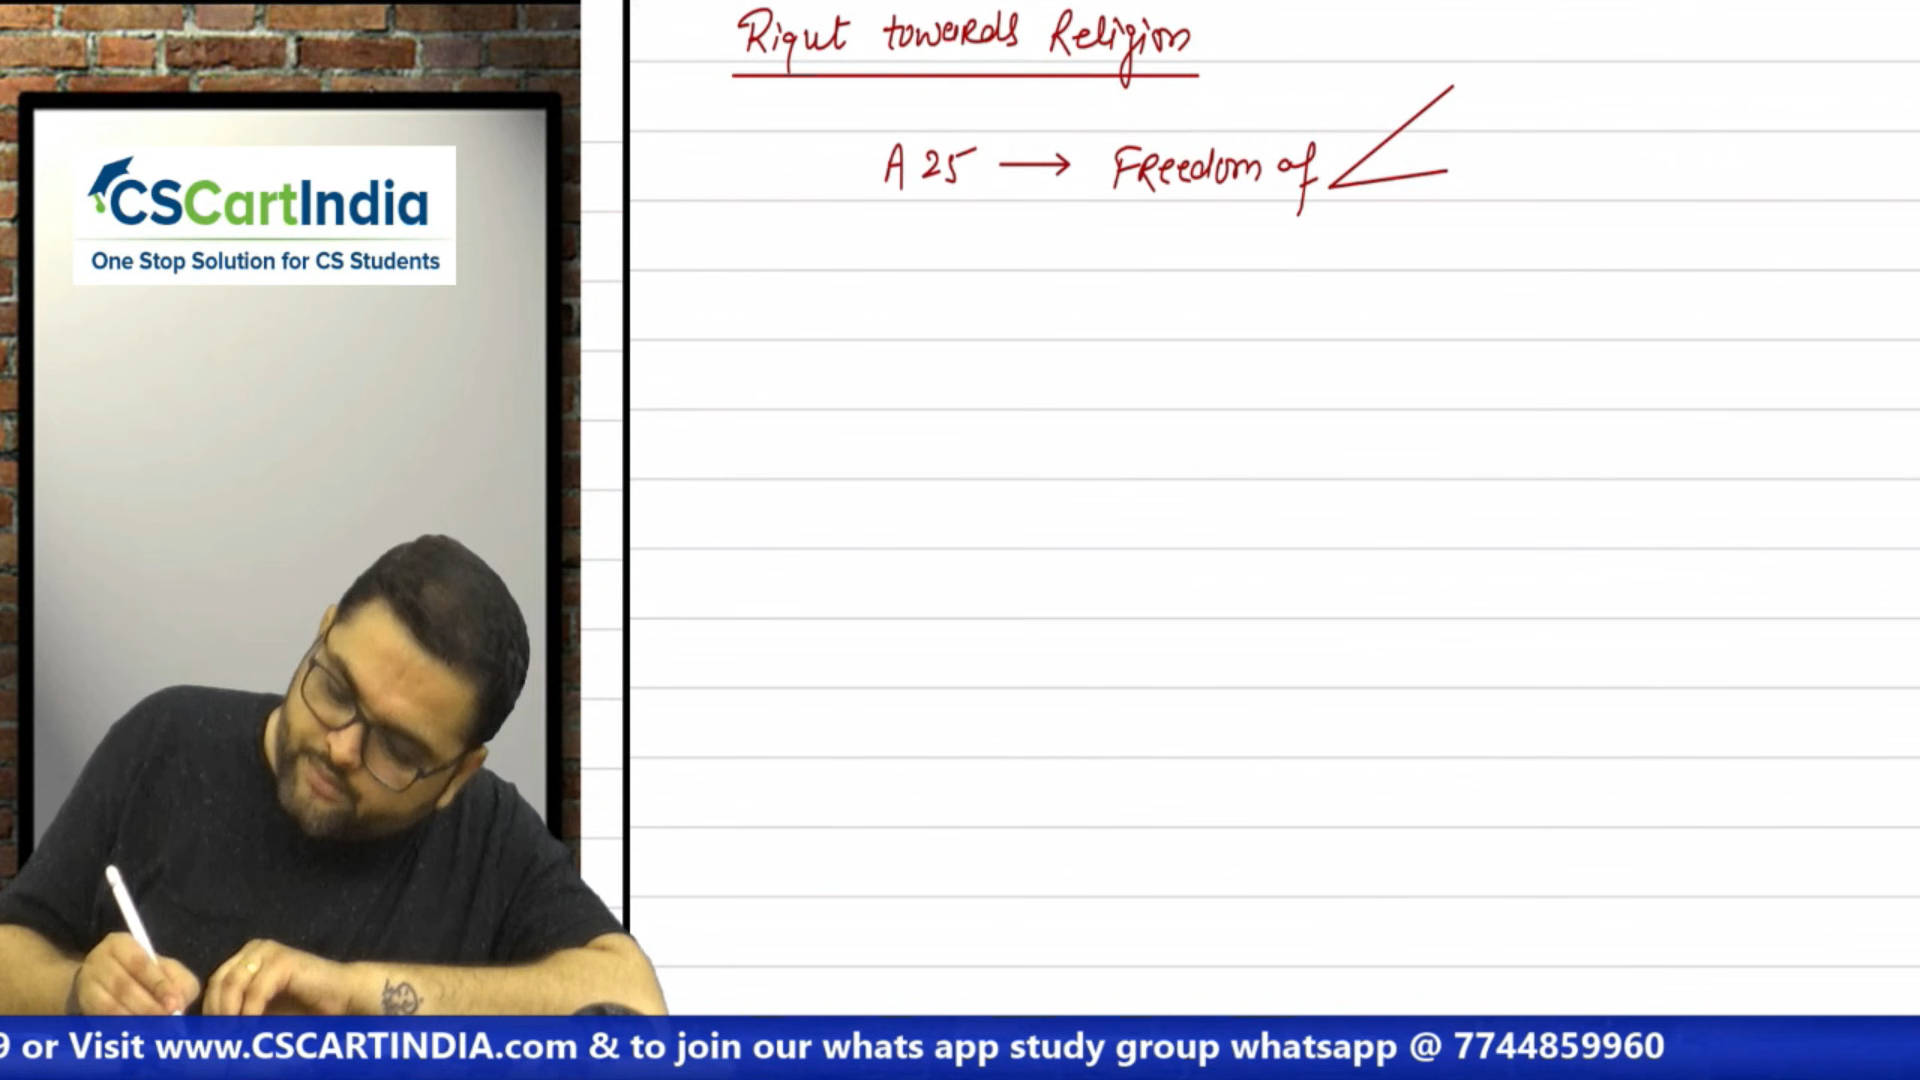 Right towards Religion
A 25 → Freedom of
CSCartIndia
One Stop Solution for CS Students
9 or Visit www.CSCARTINDIA.com & to join our whats app study group whatsapp @ 7744859960